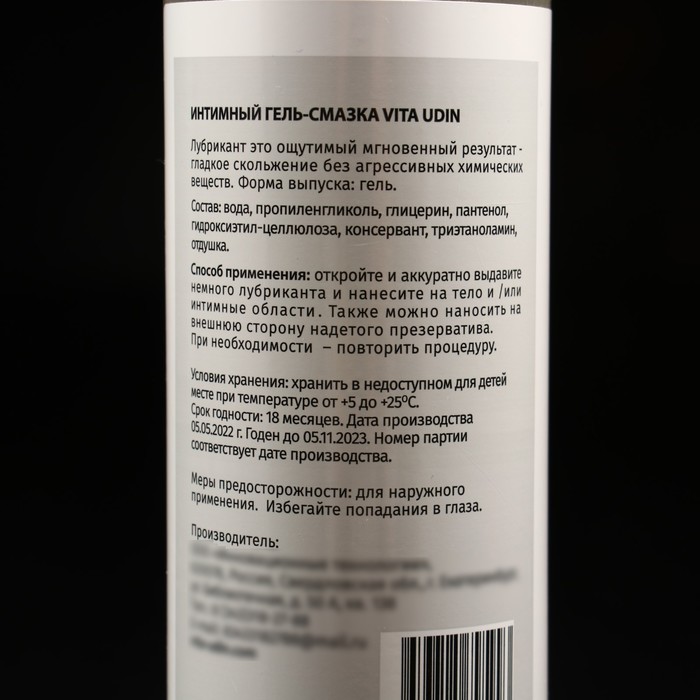 ИНТИМНЫЙ ГЕЛЬ-СМАЗКА VITA UDIN
Лубрикант это ощутимый мгновенный результат -
гладкое скольжение без агрессивных химических
веществ. Форма выпуска: гель.
Состав: вода, пропиленгликоль, глицерин, пантенол,
гидроксиэтил-целлюлоза, консервант, триэтаноламин,
отдушка.
Способ применения: откройте и аккуратно выдавите
немного лубриканта и нанесите на тело и /или
интимные области. Также можно наносить на
внешнюю сторону надетого презерватива.
При необходимости – повторить процедуру.
Условия хранения: хранить в недоступном для детей
месте при температуре от +5 до +25ºС.
Срок годности: 18 месяцев. Дата производства
05.05.2022 г. Годен до 05.11.2023. Номер партии
соответствует дате производства.
Меры предосторожности: для наружного
применения. Избегайте попадания в глаза.
Производитель: